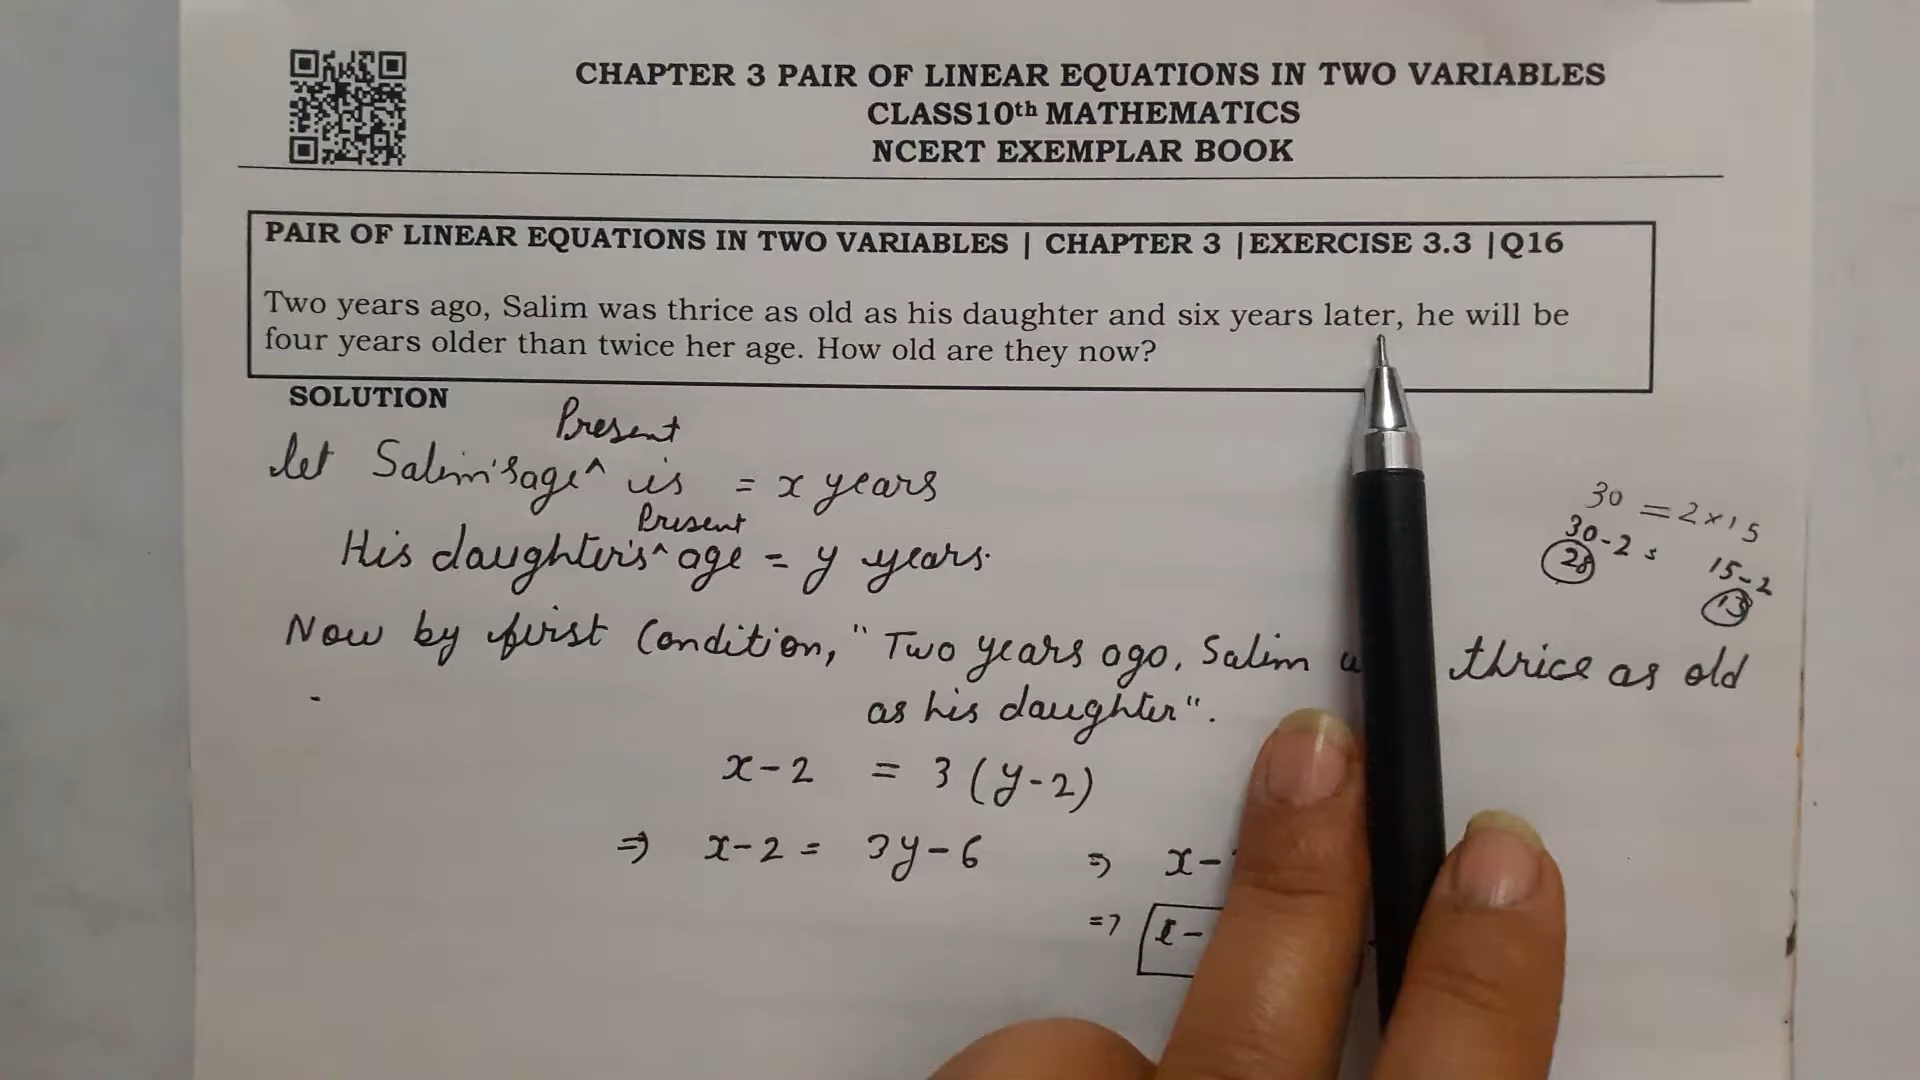 CHAPTER 3 PAIR OF LINEAR EQUATIONS IN TWO VARIABLES
CLASS10th MATHEMATICS
NCERT EXEMPLAR BOOK
PAIR OF LINEAR EQUATIONS IN TWO VARIABLES | CHAPTER 3 |EXERCISE 3.3 |Q16
Two years ago, Salim was thrice as old as his daughter and six years later, he will be
four years older than twice her age. How old are they now?
SOLUTION
Present
let Salim's age ^ is = x years
Present
His daughter's ^ age = y years.
30 = 2×15
30-2 =
28
15-2
13
Now by first Condition, " Two years ago, Salim thrice as old
as his daughter".
x-2 = 3(y-2)
⇒ x-2 = 3y-6 ⇒ x-
=> x-